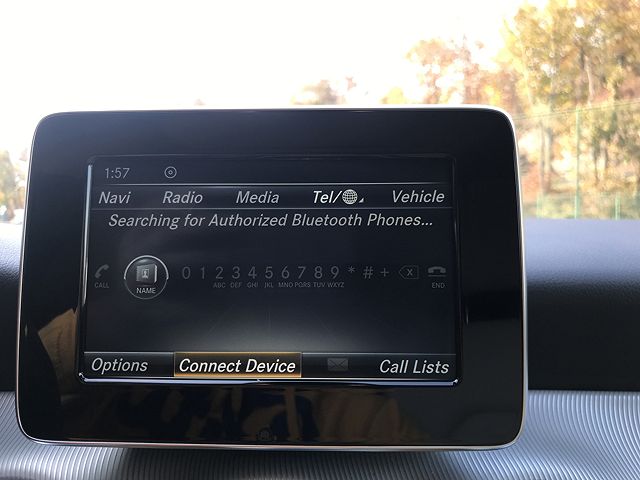 1:57
Navi Radio Media Tel/ Vehicle
Searching for Authorized Bluetooth Phones...
0 1 2 3 4 5 6 7 8 9 * # +
CALL NAME ABC DEF GHI JKL MNO PQRS TUV WXYZ END
Options Connect Device Call Lists